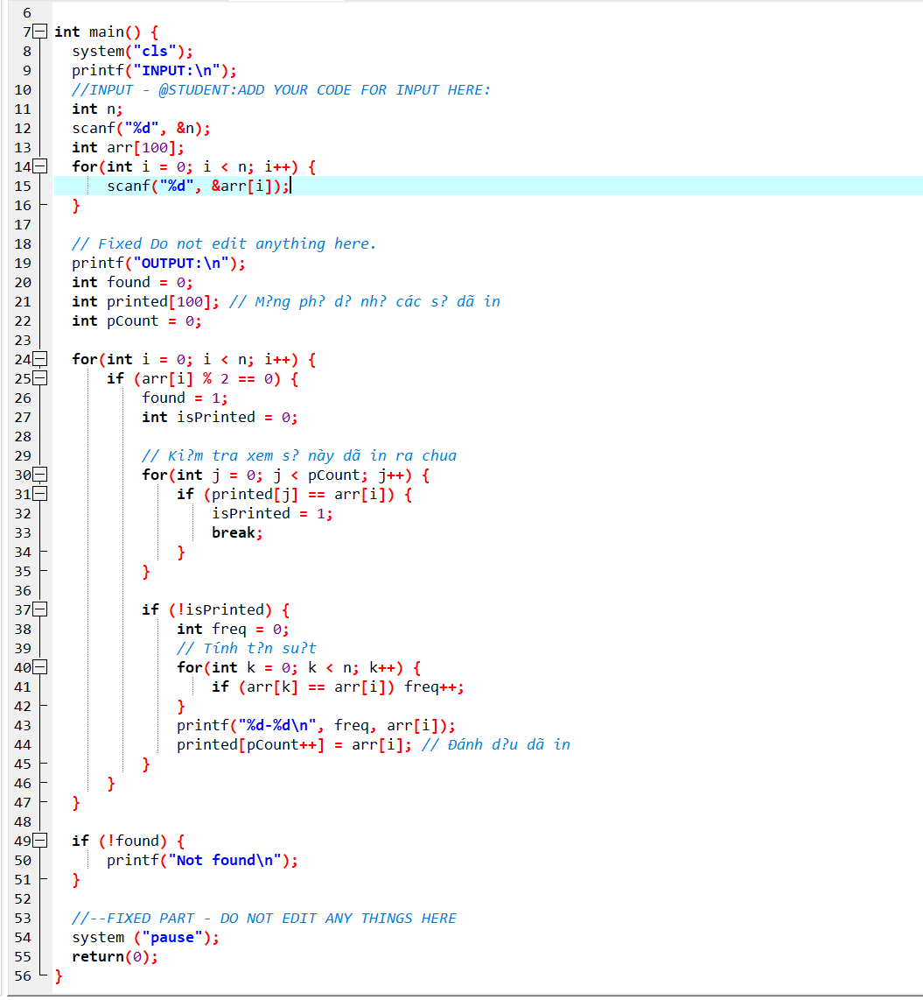 6
7 int main() {
8 system("cls");
9 printf("INPUT:\n");
10 //INPUT - @STUDENT:ADD YOUR CODE FOR INPUT HERE:
11 int n;
12 scanf("%d", &n);
13 int arr[100];
14 for(int i = 0; i < n; i++) {
15 scanf("%d", &arr[i]);
16 }
17
18 // Fixed Do not edit anything here.
19 printf("OUTPUT:\n");
20 int found = 0;
21 int printed[100]; // M?ng ph? d? nh? các s? dã in
22 int pCount = 0;
23
24 for(int i = 0; i < n; i++) {
25 if (arr[i] % 2 == 0) {
26 found = 1;
27 int isPrinted = 0;
28
29 // Ki?m tra xem s? này dã in ra chua
30 for(int j = 0; j < pCount; j++) {
31 if (printed[j] == arr[i]) {
32 isPrinted = 1;
33 break;
34 }
35 }
36
37 if (!isPrinted) {
38 int freq = 0;
39 // Tính t?n su?t
40 for(int k = 0; k < n; k++) {
41 if (arr[k] == arr[i]) freq++;
42 }
43 printf("%d-%d\n", freq, arr[i]);
44 printed[pCount++] = arr[i]; // Ðánh d?u dã in
45 }
46 }
47 }
48
49 if (!found) {
50 printf("Not found\n");
51 }
52
53 //--FIXED PART - DO NOT EDIT ANY THINGS HERE
54 system ("pause");
55 return(0);
56 }